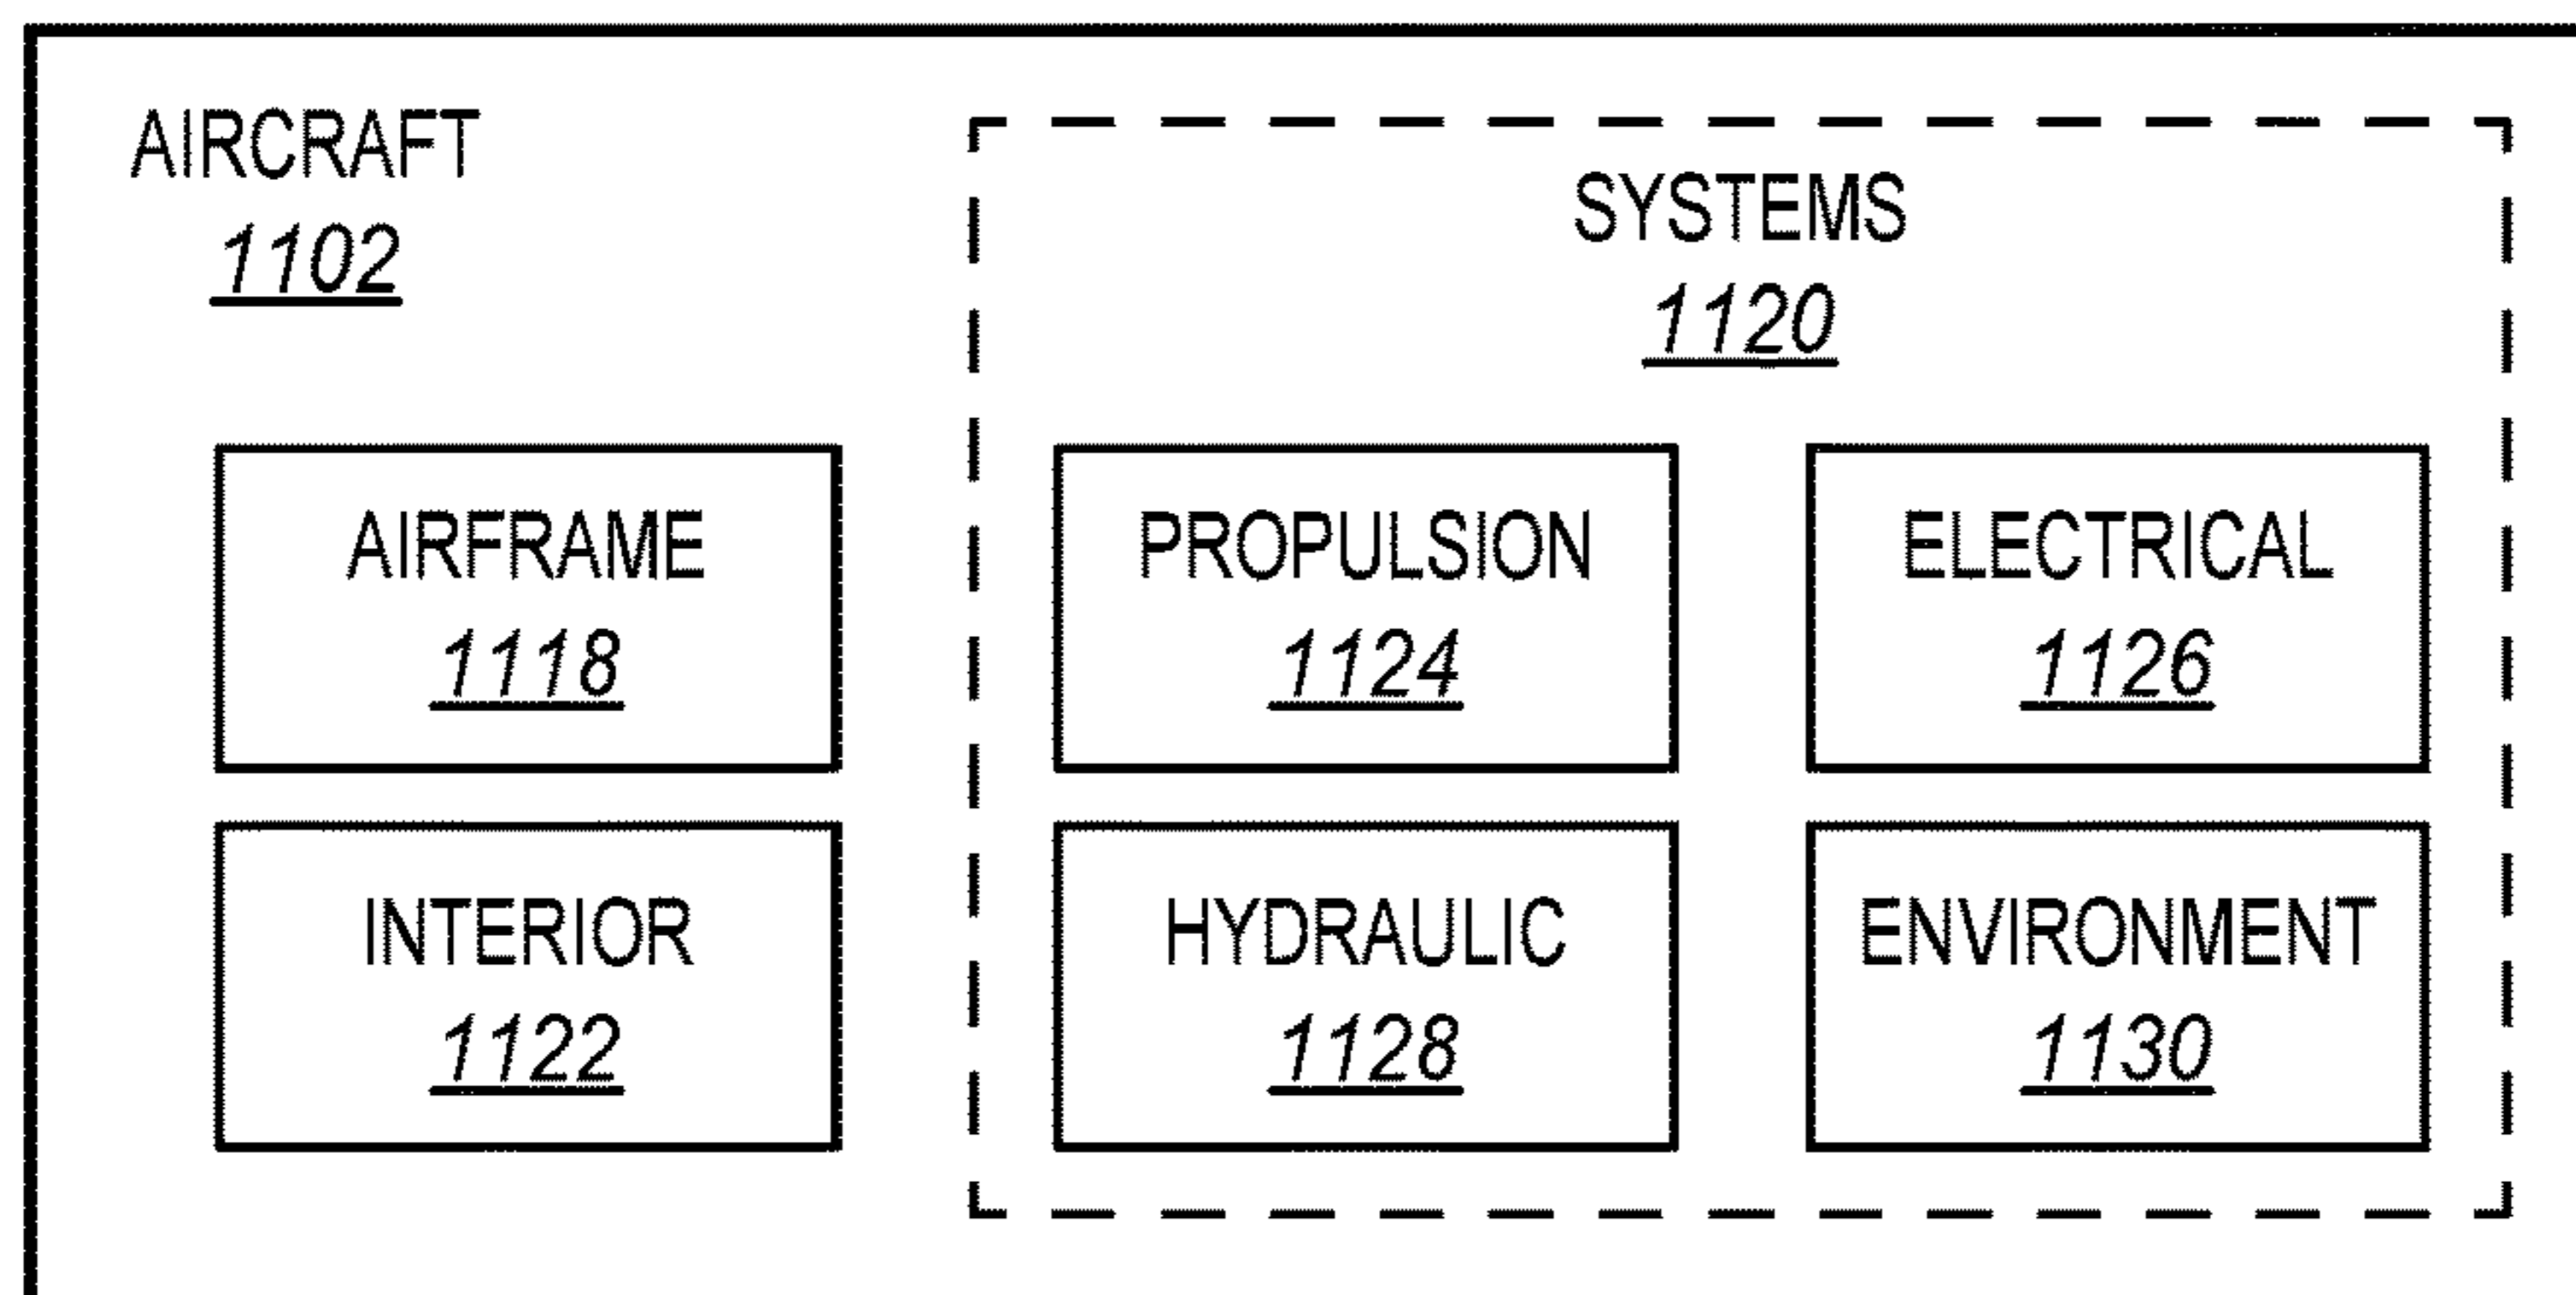 AIRCRAFT
1102
SYSTEMS
1120
AIRFRAME
1118
PROPULSION
1124
ELECTRICAL
1126
INTERIOR
1122
HYDRAULIC
1128
ENVIRONMENT
1130